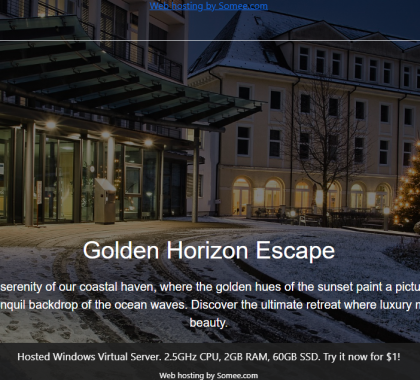 Web hosting by Somee.com
Golden Horizon Escape
serenity of our coastal haven, where the golden hues of the sunset paint a
backdrop of the ocean waves. Discover the ultimate retreat where luxury
beauty.
Hosted Windows Virtual Server. 2.5GHz CPU, 2GB RAM, 60GB SSD. Try it now for $1!
Web hosting by Somee.com